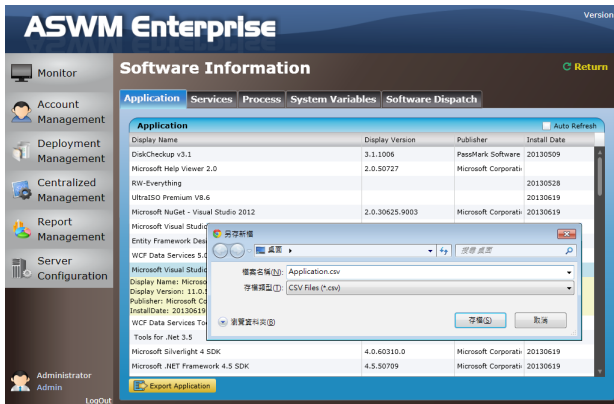 ASWM Enterprise
Version
Monitor
Account
Management
Deployment
Management
Centralized
Management
Report
Management
Server
Configuration
Administrator
Admin
LogOut
Software Information
Return
Application Services Process System Variables Software Dispatch
Application
Auto Refresh
Display Name Display Version Publisher Install Date
DiskCheckup v3.1 3.1.1006 PassMark Software 20130509
Microsoft Help Viewer 2.0 2.0.50727 Microsoft Corporati
RW-Everything 20130528
UltraISO Premium V8.6 20130619
Microsoft NuGet - Visual Studio 2012 2.0.30625.9003 Microsoft Corporati 20130619
Microsoft Visual Studio
Entity Framework Des
WCF Data Services 5.0
Microsoft Visual Studio
Display Name: Microso
Display Version: 11.0.5
Publisher: Microsoft Co
InstallDate: 20130619
WCF Data Services To
Tools for .Net 3.5
Microsoft Silverlight 4 SDK 4.0.60310.0 Microsoft Corporati 20130619
Microsoft .NET Framework 4.5 SDK 4.5.50709 Microsoft Corporati 20130619
Export Application
另存新檔
桌面
搜尋 桌面
檔案名稱(N): Application.csv
存檔類型(T): CSV Files (*.csv)
瀏覽資料夾(B)
存檔(S)
取消